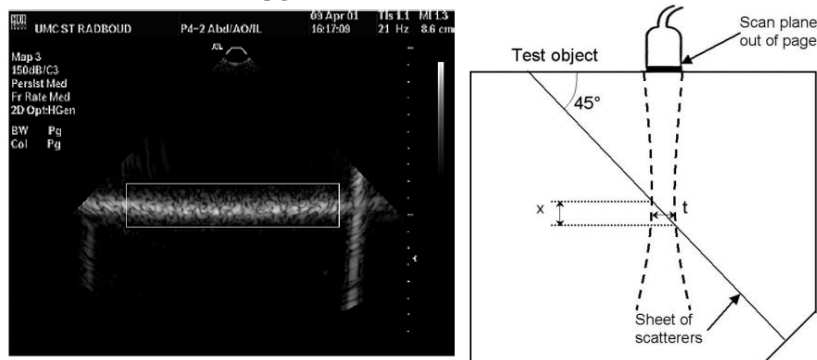 UMC ST RADBOUD P4-2 Abd/AO/IL 09 Apr 01 TIs 1.1 MI 1.3
16:17:09 21 Hz 8.6 cm
Map 3
150dB/C3
Persist Med
Fr Rate Med
2D Opt:HGen
BW Pg
Col Pg
Scan plane
out of page
Test object
45°
x
t
Sheet of
scatterers